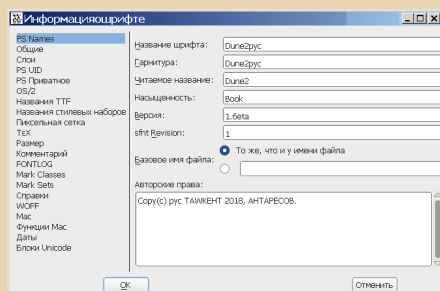 Информацияошрифте
PS Names
Общие
Слои
PS UID
PS Приватное
OS/2
Названия TTF
Названия стилевых наборов
Пиксельная сетка
ΤεΧ
Размер
Комментарий
FONTLOG
Mark Classes
Mark Sets
Справки
WOFF
Mac
Функции Mac
Даты
Блоки Unicode
Название шрифта: Dune2рус
Гарнитура: Dune2рус
Читаемое название: Dune2
Насыщенность: Book
Версия: 1.6eta
sfnt Revision: 1
Базовое имя файла:
То же, что и у имени файла
Авторские права:
Copy(c) рус TAWKENT 2018, АНТАРЕСОВ.
OK
Отменить